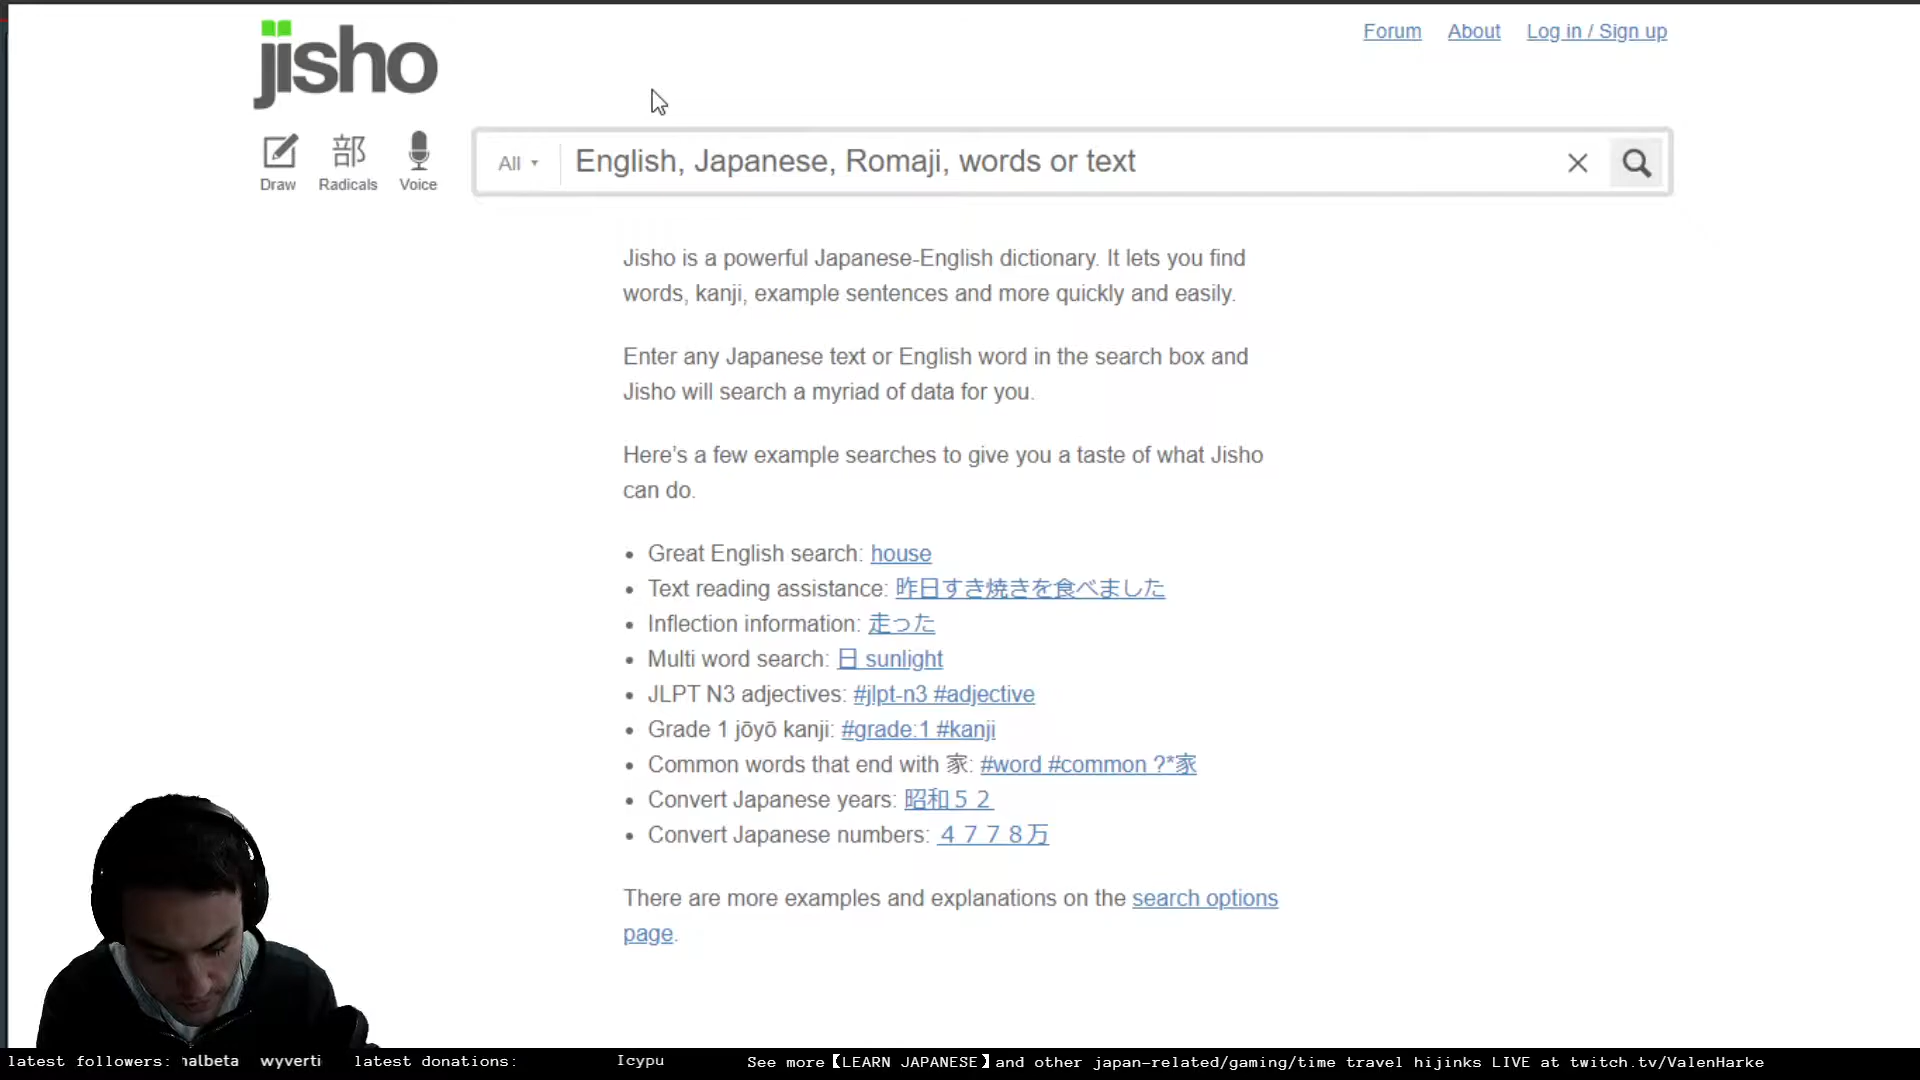 jisho
Forum About Log in / Sign up
部
Draw Radicals Voice
All English, Japanese, Romaji, words or text
Jisho is a powerful Japanese-English dictionary. It lets you find
words, kanji, example sentences and more quickly and easily.
Enter any Japanese text or English word in the search box and
Jisho will search a myriad of data for you.
Here’s a few example searches to give you a taste of what Jisho
can do.
Great English search: house
Text reading assistance: 昨日すき焼きを食べました
Inflection information: 走った
Multi word search: 日 sunlight
JLPT N3 adjectives: #jlpt-n3 #adjective
Grade 1 jōyō kanji: #grade:1 #kanji
Common words that end with 家: #word #common ?*家
Convert Japanese years: 昭和５２
Convert Japanese numbers: ４７７８万
There are more examples and explanations on the search options
page.
latest followers: nalbeta wyverti latest donations: Icypu See more【LEARN JAPANESE】and other japan-related/gaming/time travel hijinks LIVE at twitch.tv/ValenHarke